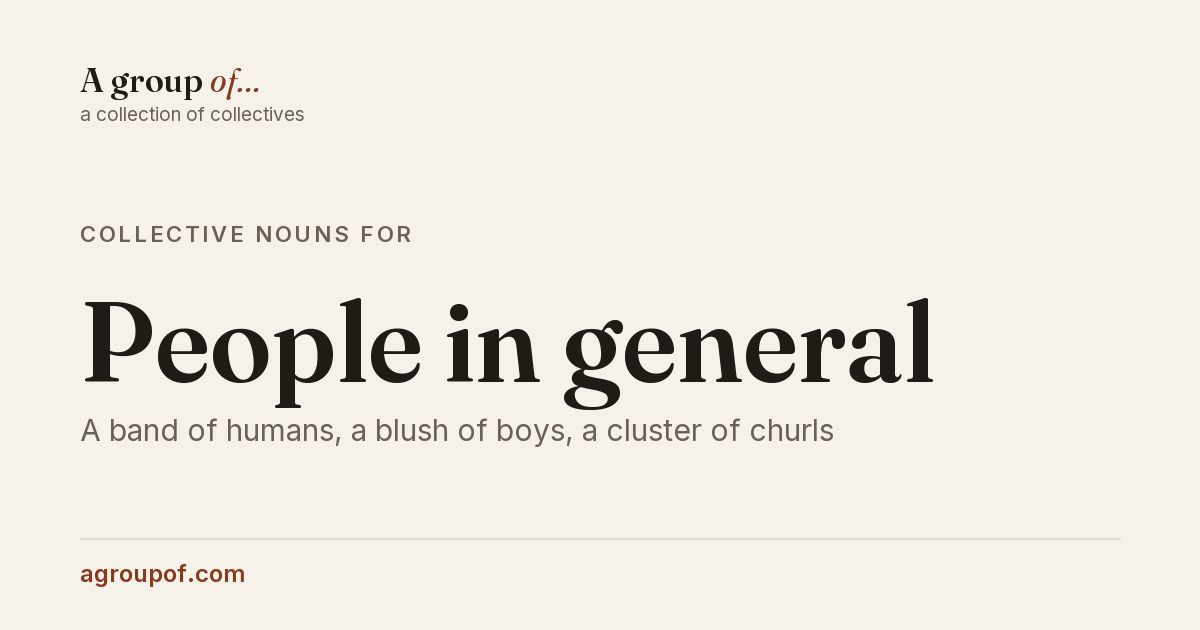 A group of...
a collection of collectives
COLLECTIVE NOUNS FOR
People in general
A band of humans, a blush of boys, a cluster of churls
agroupof.com